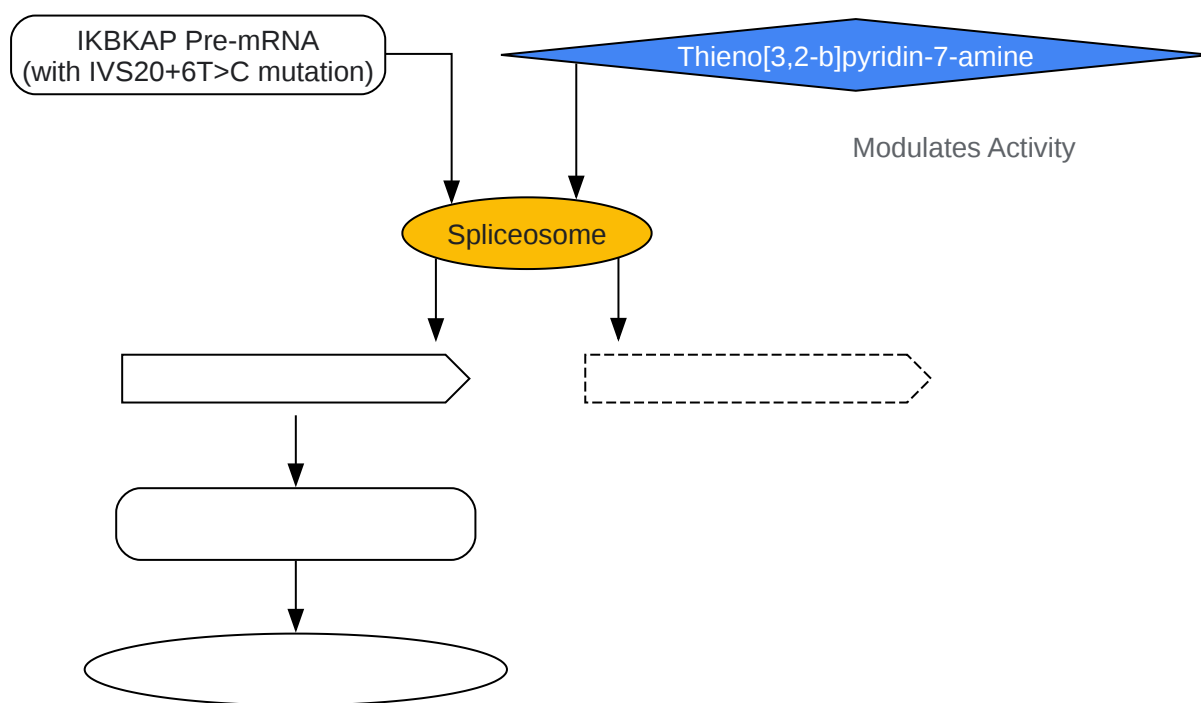 IKBKAP Pre-mRNA
(with IVS20+6T>C mutation)
Thieno[3,2-b]pyridin-7-amine
Modulates Activity
Spliceosome